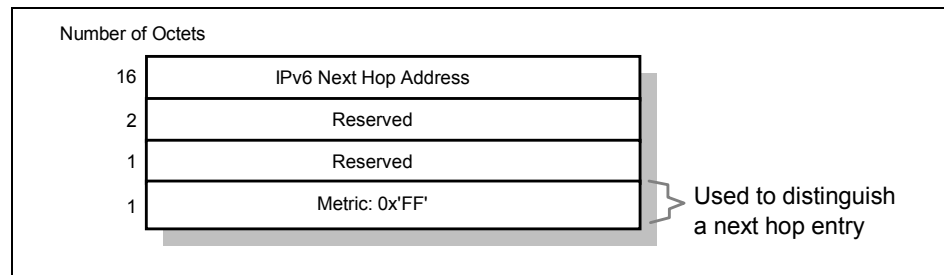 Number of Octets
16 IPv6 Next Hop Address
2 Reserved
1 Reserved
1 Metric: 0x'FF'
Used to distinguish
a next hop entry